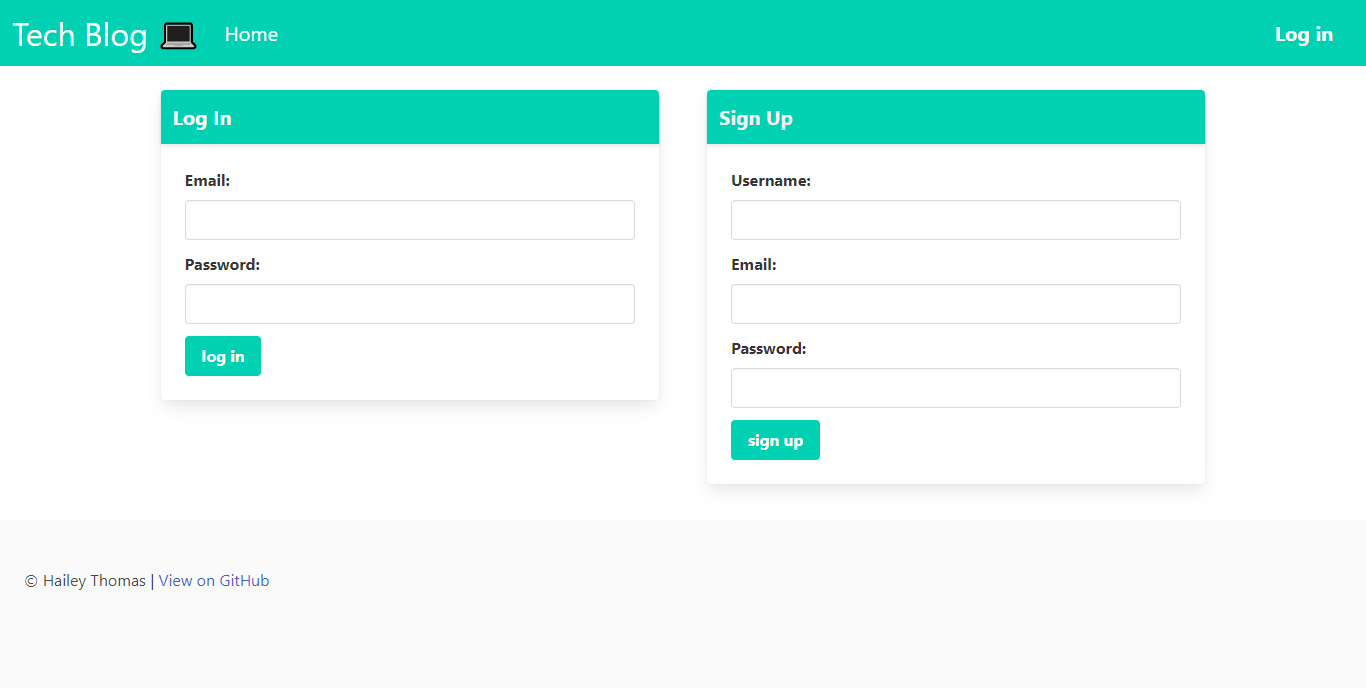 Tech Blog 💻 Home Log in
Log In
Email:
Password:
log in
Sign Up
Username:
Email:
Password:
sign up
© Hailey Thomas | View on GitHub